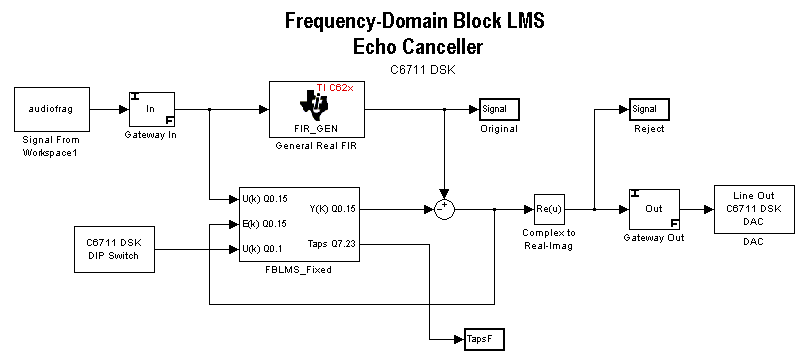 Frequency-Domain Block LMS
Echo Canceller
C6711 DSK
audiofrag
Signal From
Workspace1
I
In
F
Gateway In
TI C62x
FIR_GEN
General Real FIR
Signal
Original
Signal
Reject
U(k) Q0.15
E(k) Q0.15
U(k) Q0.1
Y(K) Q0.15
Taps Q7.23
FBLMS_Fixed
C6711 DSK
DIP Switch
Re(u)
Complex to
Real-Imag
I
Out
F
Gateway Out
Line Out
C6711 DSK
DAC
DAC
TapsF